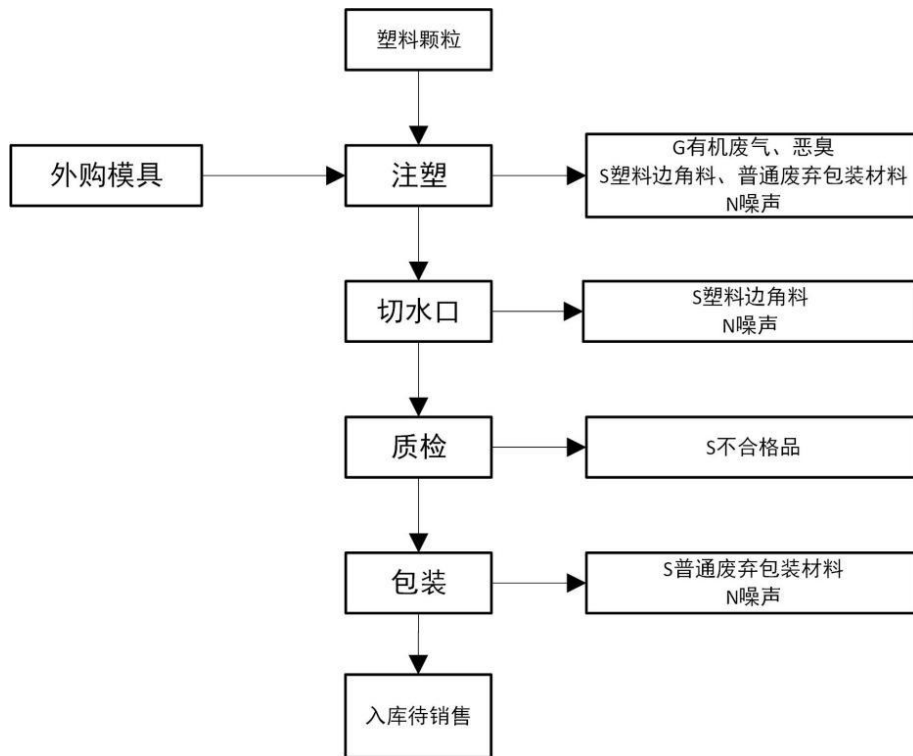 塑料颗粒
外购模具
注塑
G有机废气、恶臭
S塑料边角料、普通废弃包装材料
N噪声
切水口
S塑料边角料
N噪声
质检
S不合格品
包装
S普通废弃包装材料
N噪声
入库待销售